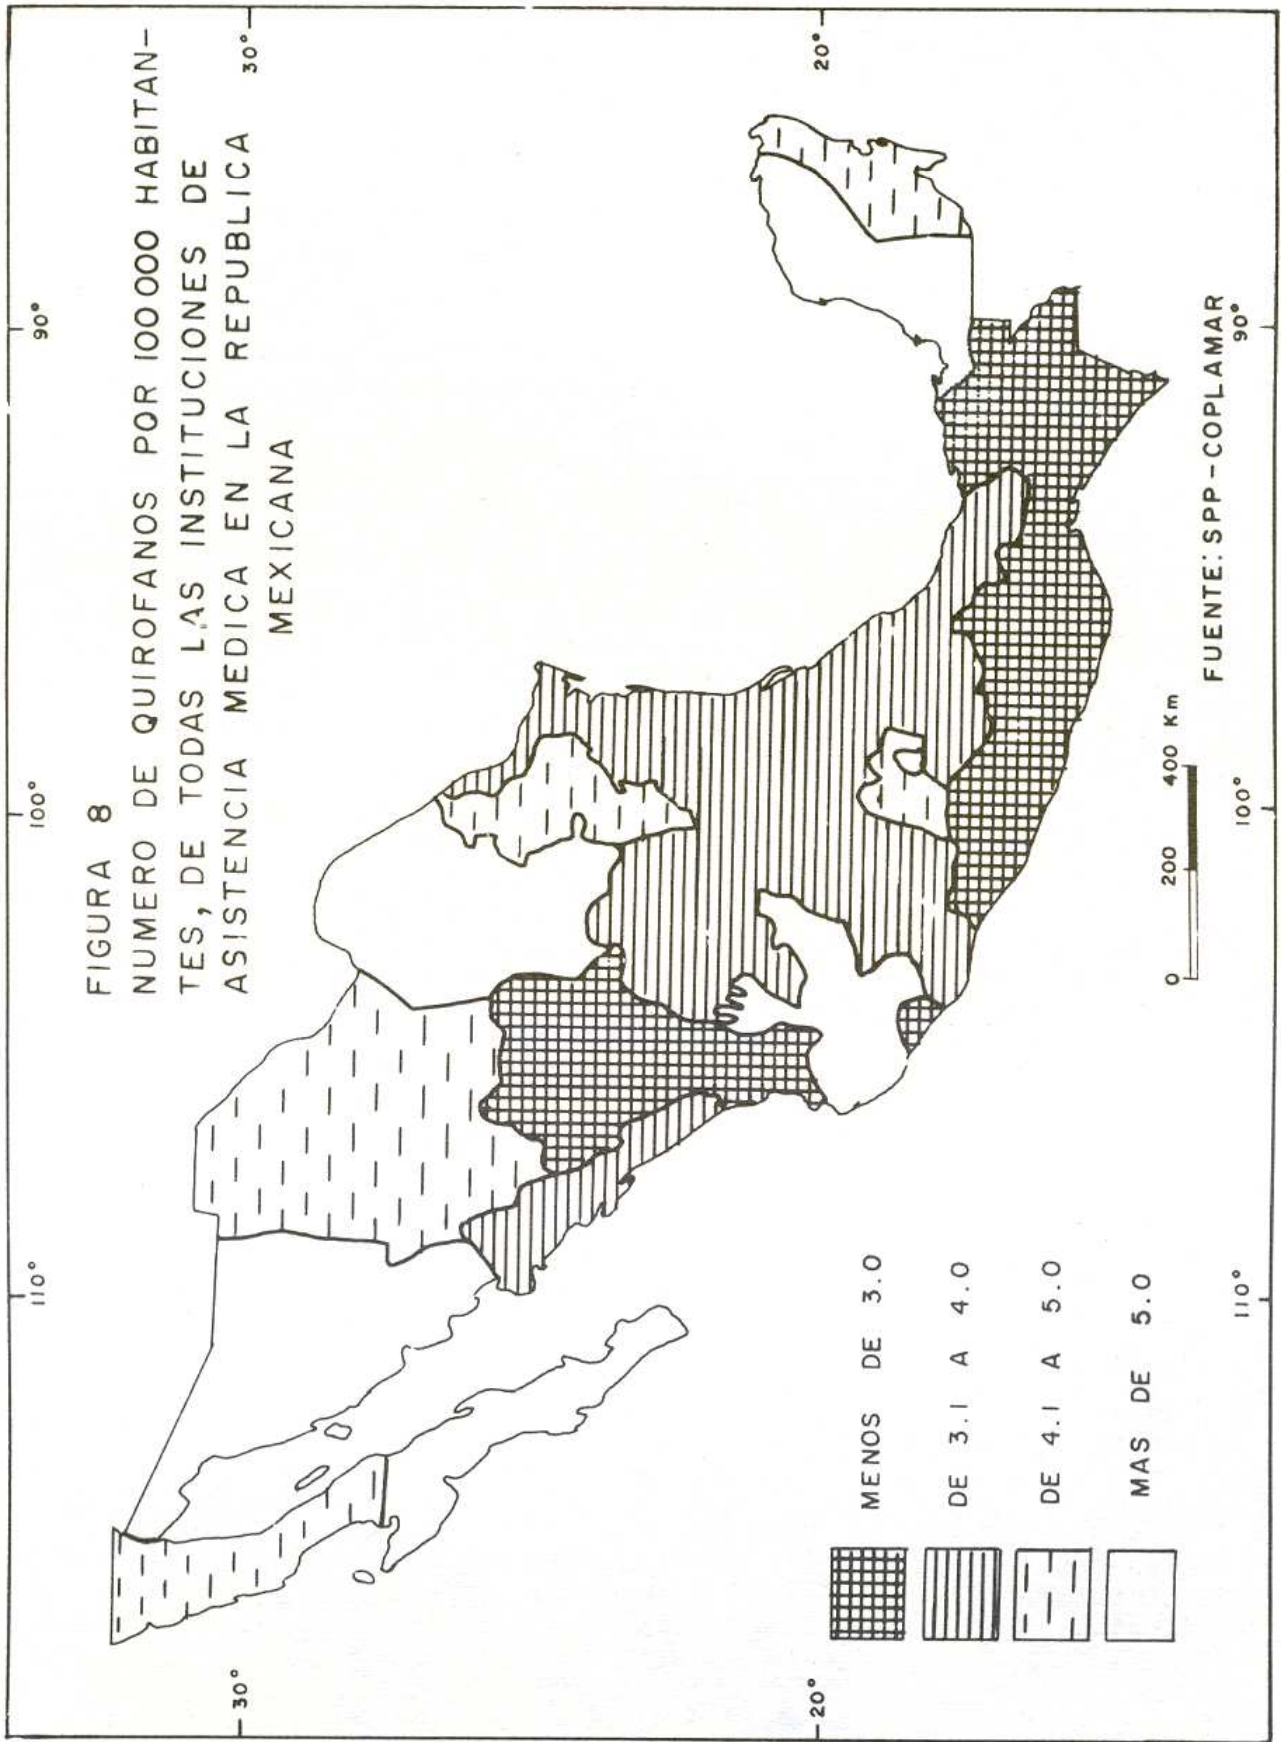 FIGURA 8
NUMERO DE QUIROFANOS POR 100 000 HABITAN-
TES, DE TODAS LAS INSTITUCIONES DE
ASISTENCIA MEDICA EN LA REPUBLICA
MEXICANA
110°
100°
90°
30°
30°
20°
20°
MENOS DE 3.0
DE 3.1 A 4.0
DE 4.1 A 5.0
MAS DE 5.0
0 200 400 Km
FUENTE: SPP-COPLAMAR
110°
100°
90°